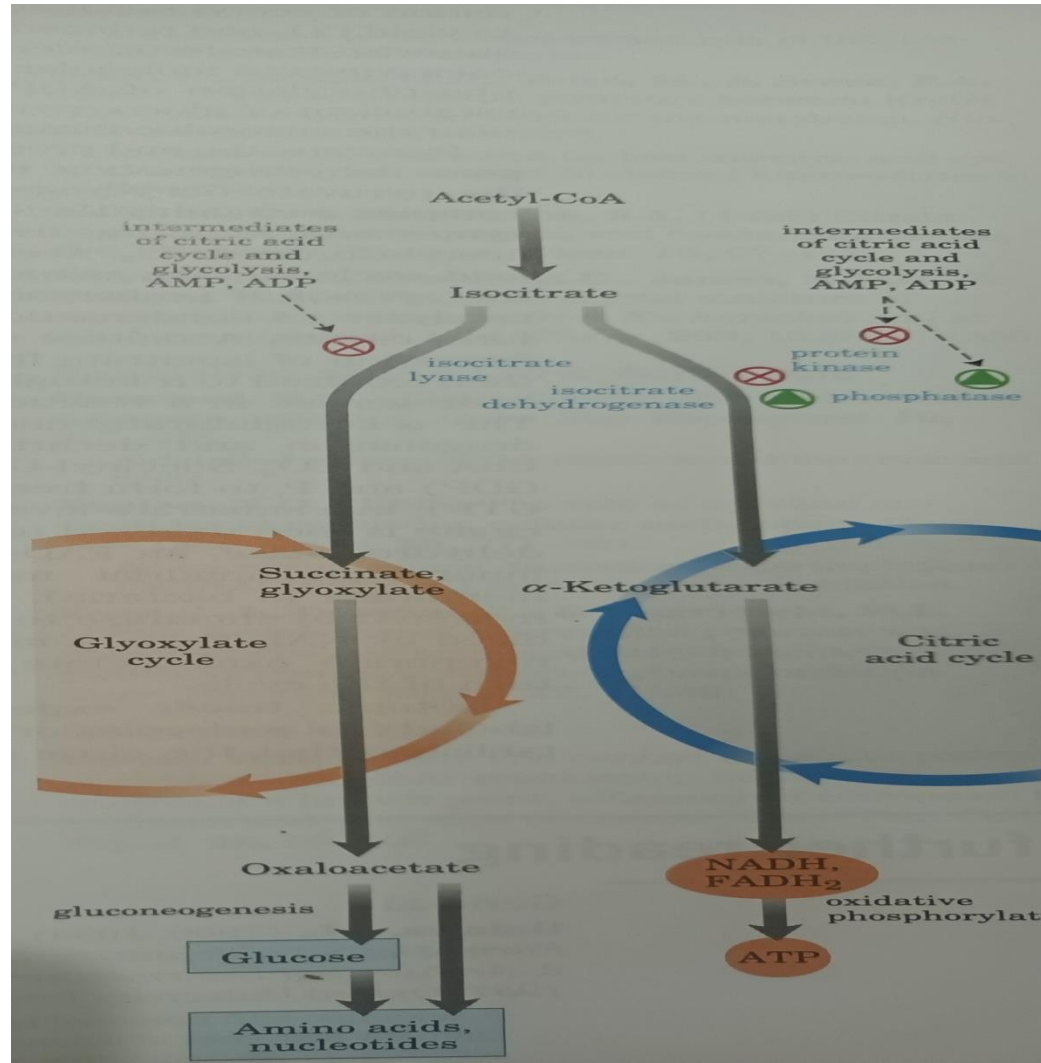 Acetyl-CoA
intermediates
of citric acid
cycle and
glycolysis,
AMP, ADP
intermediates
of citric acid
cycle and
glycolysis,
AMP, ADP
Isocitrate
isocitrate
lyase
protein
kinase
isocitrate
dehydrogenase
phosphatase
Succinate,
glyoxylate
α-Ketoglutarate
Glyoxylate
cycle
Citric
acid cycle
Oxaloacetate
NADH,
FADH₂
gluconeogenesis
oxidative
phosphorylat
Glucose
ATP
Amino acids,
nucleotides